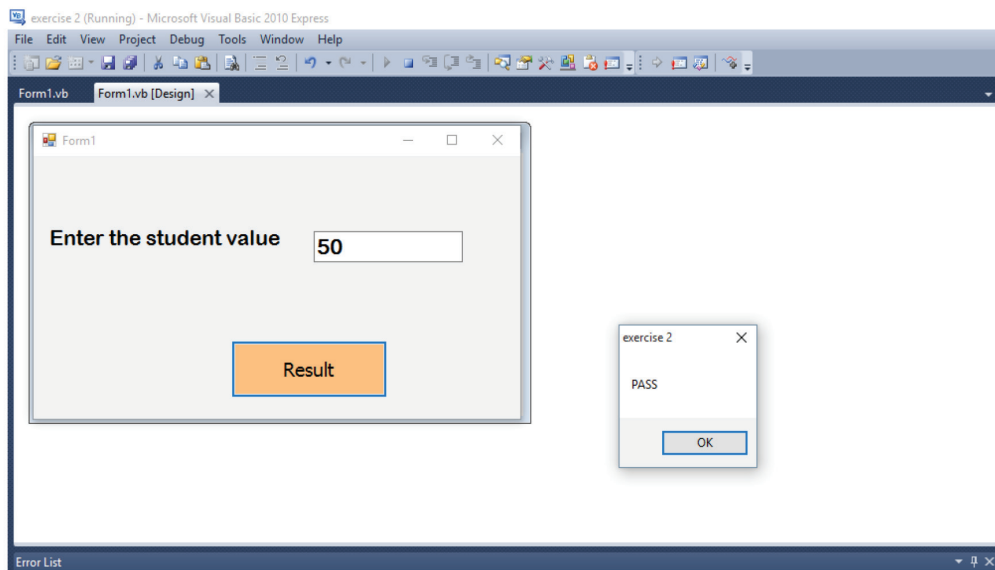 exercise 2 (Running) - Microsoft Visual Basic 2010 Express
File Edit View Project Debug Tools Window Help
Form1.vb Form1.vb [Design]
Form1
Enter the student value 50
Result
exercise 2
PASS
OK
Error List